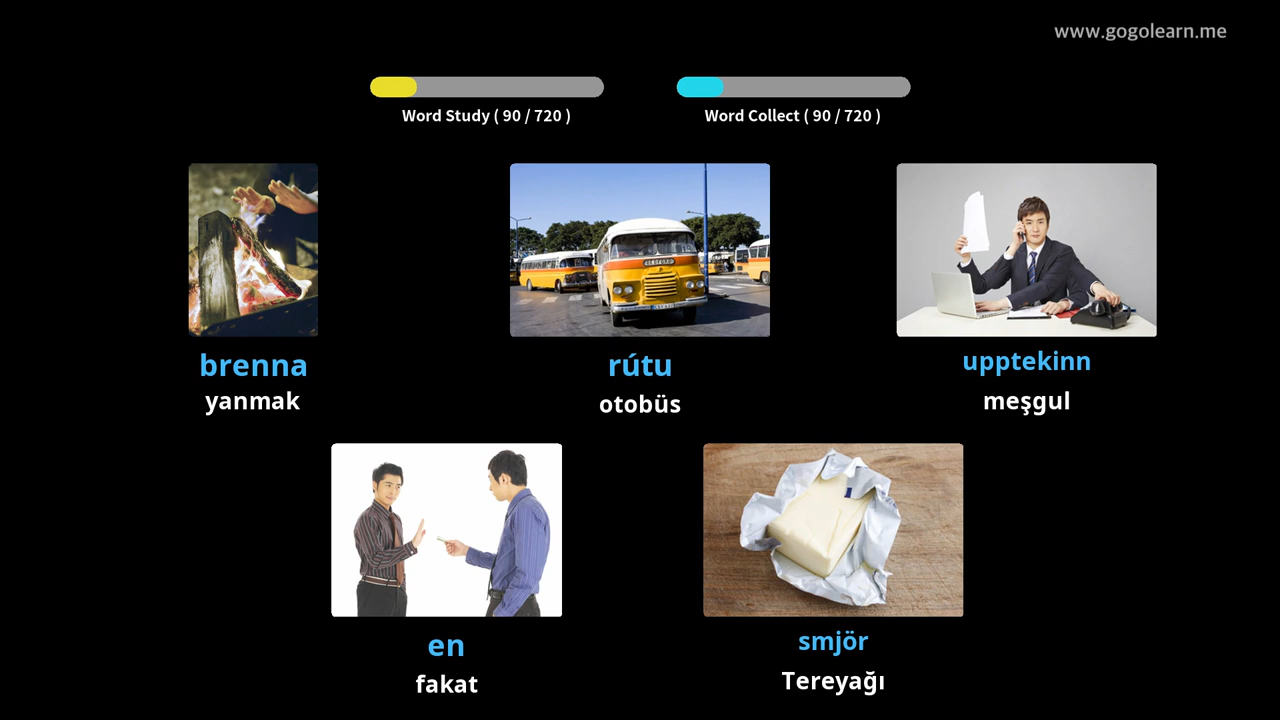 www.gogolearn.me
Word Study ( 90 / 720 )
Word Collect ( 90 / 720 )
brenna
yanmak
rútu
otobüs
upptekinn
meşgul
en
fakat
smjör
Tereyağı